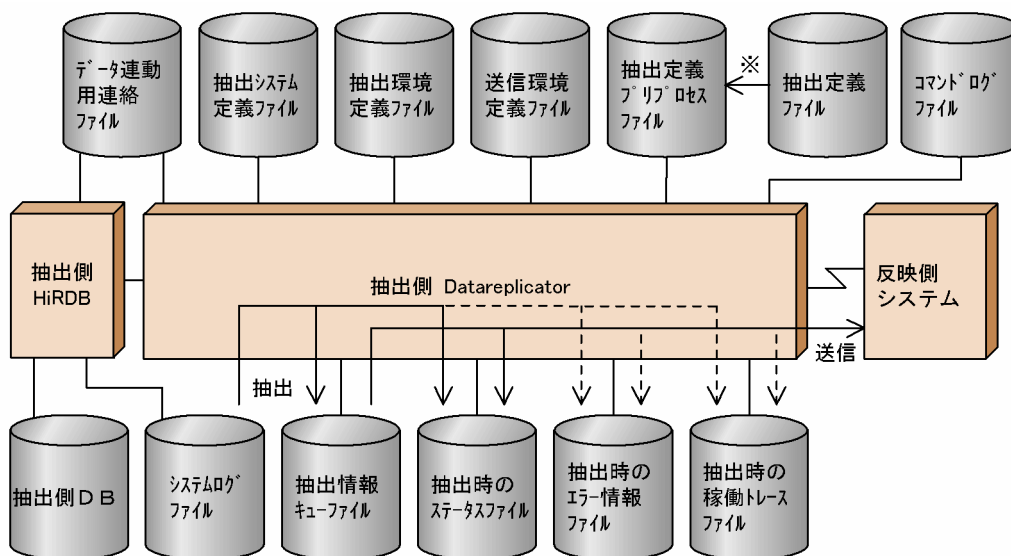 データ連動
用連絡
ファイル
抽出システム
定義ファイル
抽出環境
定義ファイル
送信環境
定義ファイル
抽出定義
プリプロセス
ファイル
※
抽出定義
ファイル
コマンドログ
ファイル
抽出側
HiRDB
抽出側 Datareplicator
反映側
システム
抽出
送信
抽出側DB
システムログ
ファイル
抽出情報
キューファイル
抽出時の
ステータスファイル
抽出時の
エラー情報
ファイル
抽出時の
稼働トレース
ファイル